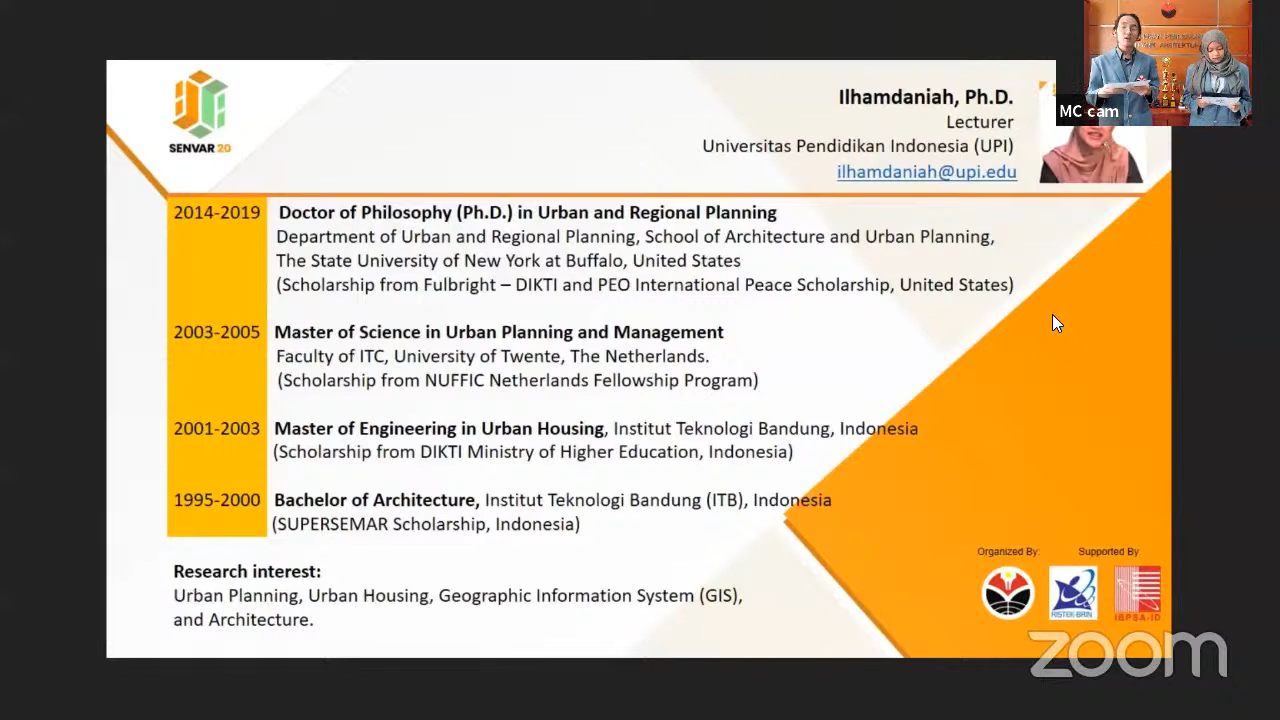 SENVAR 20
Ilhamdaniah, Ph.D.
Lecturer
Universitas Pendidikan Indonesia (UPI)
ilhamdaniah@upi.edu
MC cam
2014-2019 Doctor of Philosophy (Ph.D.) in Urban and Regional Planning
Department of Urban and Regional Planning, School of Architecture and Urban Planning,
The State University of New York at Buffalo, United States
(Scholarship from Fulbright – DIKTI and PEO International Peace Scholarship, United States)
2003-2005 Master of Science in Urban Planning and Management
Faculty of ITC, University of Twente, The Netherlands.
(Scholarship from NUFFIC Netherlands Fellowship Program)
2001-2003 Master of Engineering in Urban Housing, Institut Teknologi Bandung, Indonesia
(Scholarship from DIKTI Ministry of Higher Education, Indonesia)
1995-2000 Bachelor of Architecture, Institut Teknologi Bandung (ITB), Indonesia
(SUPERSEMAR Scholarship, Indonesia)
Research interest:
Urban Planning, Urban Housing, Geographic Information System (GIS),
and Architecture.
Organized By: Supported By
RISTEK-BRIN IBPSA-ID
zoom